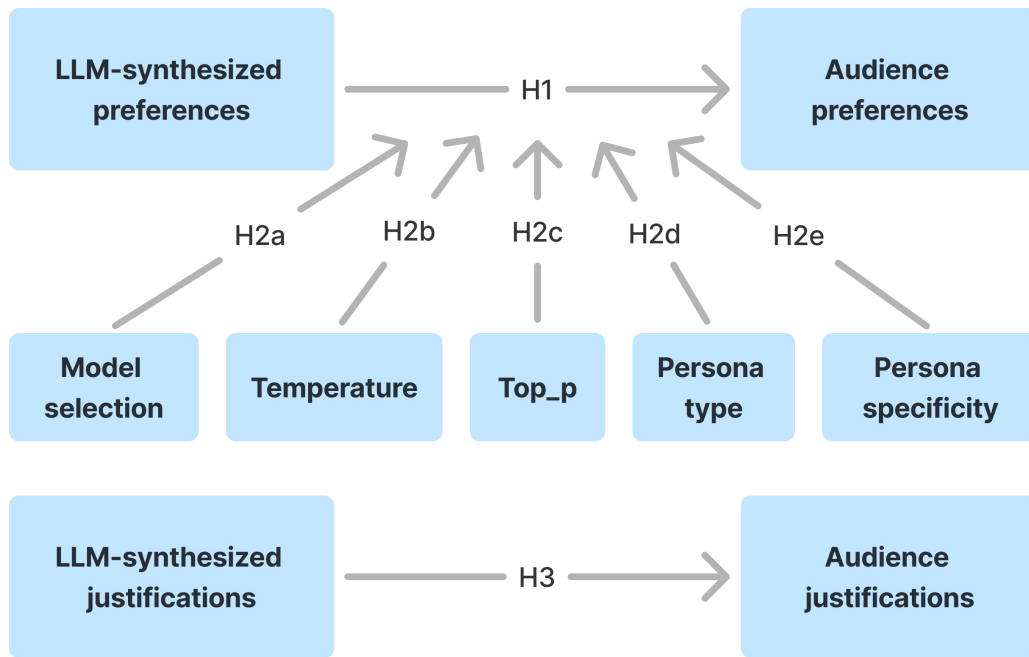 LLM-synthesized
preferences
H1
Audience
preferences
H2a
H2b
H2c
H2d
H2e
Model
selection
Temperature
Top_p
Persona
type
Persona
specificity
LLM-synthesized
justifications
H3
Audience
justifications